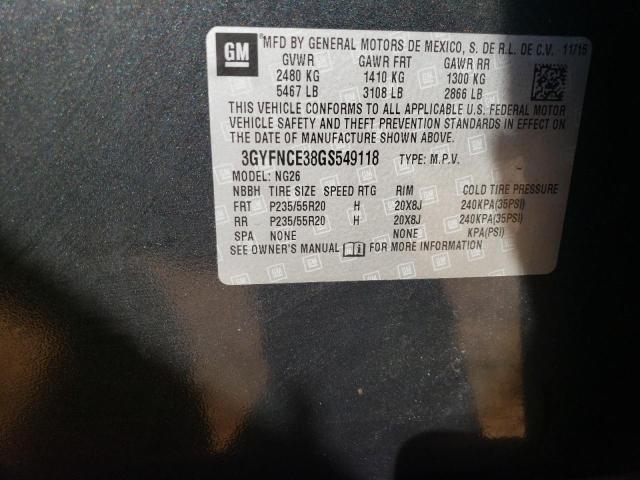 GM MFD BY GENERAL MOTORS DE MEXICO, S. DE R.L. DE C.V. 11/15
GVWR GAWR FRT GAWR RR
2480 KG 1410 KG 1300 KG
5467 LB 3108 LB 2866 LB
THIS VEHICLE CONFORMS TO ALL APPLICABLE U.S. FEDERAL MOTOR
VEHICLE SAFETY AND THEFT PREVENTION STANDARDS IN EFFECT ON
THE DATE OF MANUFACTURE SHOWN ABOVE.
3GYFNCE38GS549118 TYPE: M.P.V.
MODEL: NG26
NBBH TIRE SIZE SPEED RTG RIM COLD TIRE PRESSURE
FRT P235/55R20 H 20X8J 240KPA(35PSI)
RR P235/55R20 H 20X8J 240KPA(35PSI)
SPA NONE NONE KPA(PSI)
SEE OWNER'S MANUAL FOR MORE INFORMATION